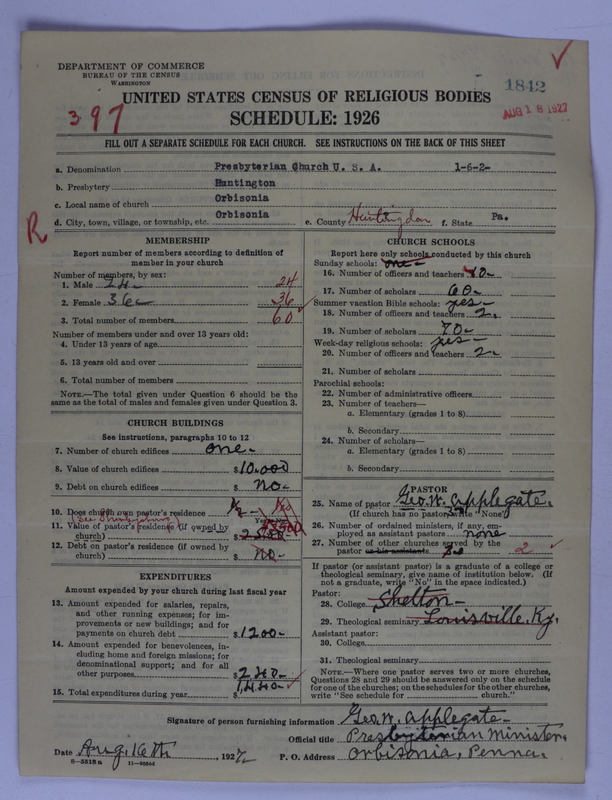 DEPARTMENT OF COMMERCE
BUREAU OF THE CENSUS
WASHINGTON
1842
AUG 18 1927
397
UNITED STATES CENSUS OF RELIGIOUS BODIES
SCHEDULE: 1926
FILL OUT A SEPARATE SCHEDULE FOR EACH CHURCH. SEE INSTRUCTIONS ON THE BACK OF THIS SHEET
a. Denomination Presbyterian Church U. S. A. 1-6-2-
b. Presbytery Huntington
c. Local name of church Orbisonia
d. City, town, village, or township, etc. Orbisonia e. County Huntingdon f. State Pa.
R
MEMBERSHIP
Report number of members according to definition of
member in your church
Number of members, by sex:
1. Male 24- 24
2. Female 36- 36
3. Total number of members 60
Number of members under and over 13 years old:
4. Under 13 years of age
5. 13 years old and over
6. Total number of members
NOTE.—The total given under Question 6 should be the
same as the total of males and females given under Question 3.
CHURCH BUILDINGS
See instructions, paragraphs 10 to 12
7. Number of church edifices one-
8. Value of church edifices $10,000
9. Debt on church edifices $ no-
10. Does church own pastor's residence 1/2-
11. Value of pastor's residence (if owned by
church) $
12. Debt on pastor's residence (if owned by
church) $ no-
EXPENDITURES
Amount expended by your church during last fiscal year
13. Amount expended for salaries, repairs,
and other running expenses; for im-
provements or new buildings; and for
payments on church debt $1200-
14. Amount expended for benevolences, in-
cluding home and foreign missions; for
denominational support; and for all
other purposes $240-
15. Total expenditures during year $1,440-
CHURCH SCHOOLS
Report here only schools conducted by this church
Sunday schools: one-
16. Number of officers and teachers 10-
17. Number of scholars 60-
Summer vacation Bible schools: yes-
18. Number of officers and teachers 2.
19. Number of scholars 70-
Week-day religious schools: yes-
20. Number of officers and teachers 2-
21. Number of scholars
Parochial schools:
22. Number of administrative officers
23. Number of teachers—
a. Elementary (grades 1 to 8)
b. Secondary
24. Number of scholars—
a. Elementary (grades 1 to 8)
b. Secondary
PASTOR
25. Name of pastor Geo. W. Applegate.
(If church has no pastor, write "None")
26. Number of ordained ministers, if any, em-
ployed as assistant pastors none
27. Number of other churches served by the
pastor or his assistants 2
If pastor (or assistant pastor) is a graduate of a college or
theological seminary, give name of institution below. (If
not a graduate, write "No" in the space indicated.)
Pastor:
28. College Shelton-
29. Theological seminary Louisville, Ky.
Assistant pastor:
30. College
31. Theological seminary
NOTE.—Where one pastor serves two or more churches,
Questions 28 and 29 should be answered only on the schedule
for one of the churches; on the schedules for the other churches,
write "See schedule for church."
Signature of person furnishing information Geo. W. Applegate-
Official title Presbyterian Minister.
Date Aug. 16th, 1927 P. O. Address Orbisonia, Penna.